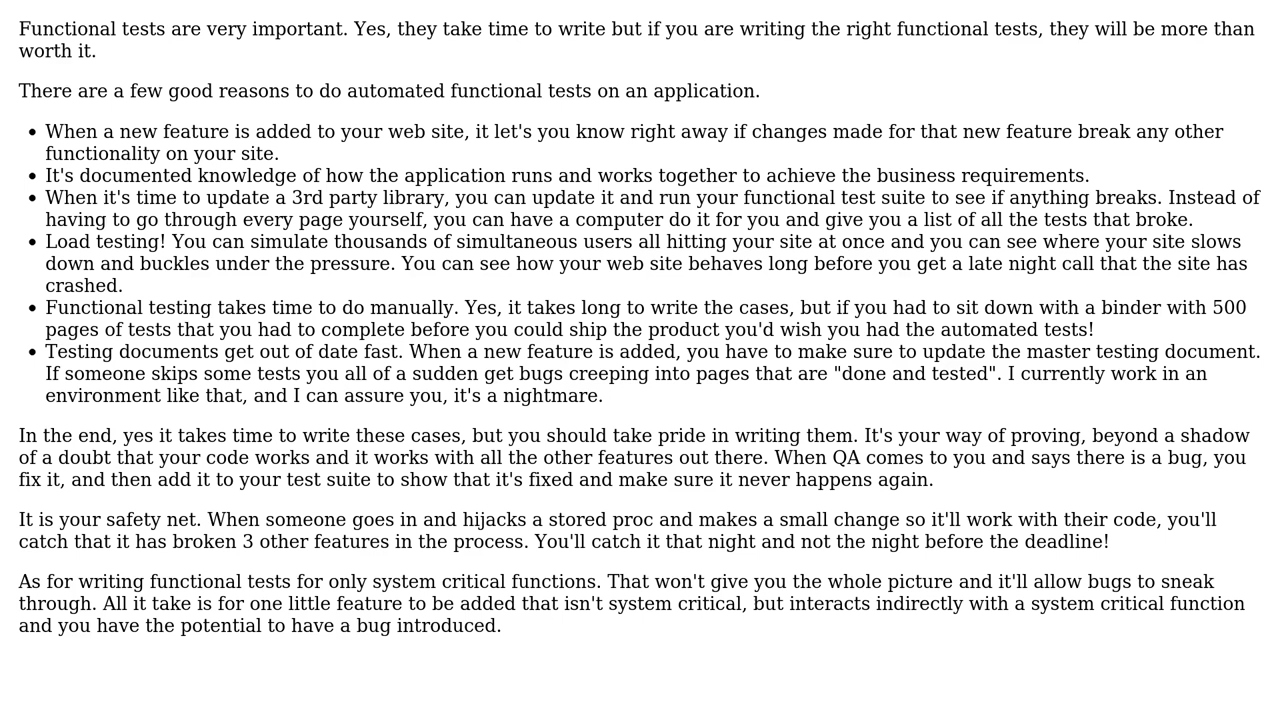 Functional tests are very important. Yes, they take time to write but if you are writing the right functional tests, they will be more than
worth it.
There are a few good reasons to do automated functional tests on an application.
• When a new feature is added to your web site, it let's you know right away if changes made for that new feature break any other
functionality on your site.
• It's documented knowledge of how the application runs and works together to achieve the business requirements.
• When it's time to update a 3rd party library, you can update it and run your functional test suite to see if anything breaks. Instead of
having to go through every page yourself, you can have a computer do it for you and give you a list of all the tests that broke.
• Load testing! You can simulate thousands of simultaneous users all hitting your site at once and you can see where your site slows
down and buckles under the pressure. You can see how your web site behaves long before you get a late night call that the site has
crashed.
• Functional testing takes time to do manually. Yes, it takes long to write the cases, but if you had to sit down with a binder with 500
pages of tests that you had to complete before you could ship the product you'd wish you had the automated tests!
• Testing documents get out of date fast. When a new feature is added, you have to make sure to update the master testing document.
If someone skips some tests you all of a sudden get bugs creeping into pages that are "done and tested". I currently work in an
environment like that, and I can assure you, it's a nightmare.
In the end, yes it takes time to write these cases, but you should take pride in writing them. It's your way of proving, beyond a shadow
of a doubt that your code works and it works with all the other features out there. When QA comes to you and says there is a bug, you
fix it, and then add it to your test suite to show that it's fixed and make sure it never happens again.
It is your safety net. When someone goes in and hijacks a stored proc and makes a small change so it'll work with their code, you'll
catch that it has broken 3 other features in the process. You'll catch it that night and not the night before the deadline!
As for writing functional tests for only system critical functions. That won't give you the whole picture and it'll allow bugs to sneak
through. All it take is for one little feature to be added that isn't system critical, but interacts indirectly with a system critical function
and you have the potential to have a bug introduced.